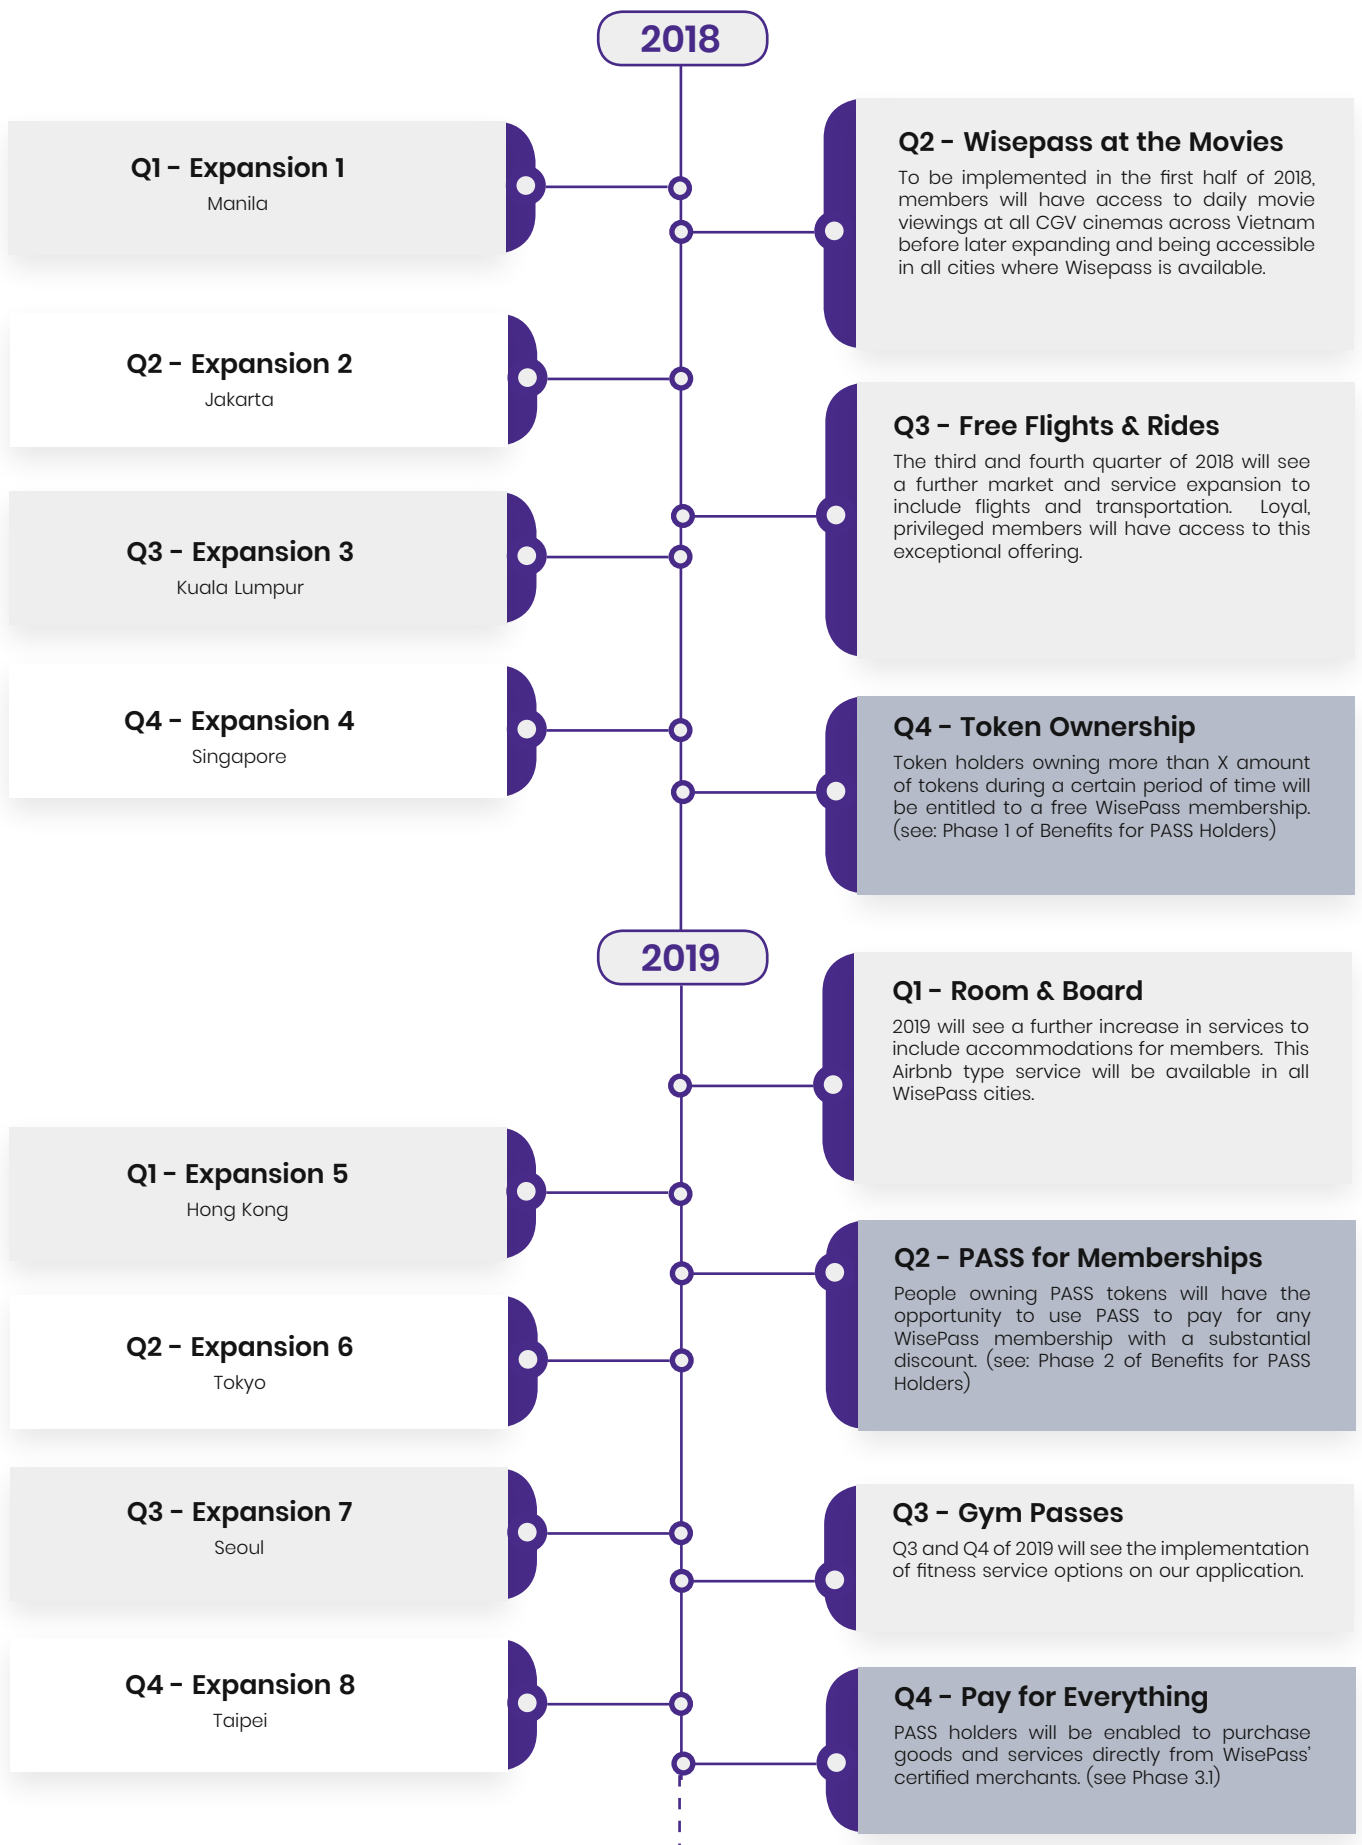 2018
Q1 - Expansion 1
Manila
Q2 - Wisepass at the Movies
To be implemented in the first half of 2018,
members will have access to daily movie
viewings at all CGV cinemas across Vietnam
before later expanding and being accessible
in all cities where Wisepass is available.
Q2 - Expansion 2
Jakarta
Q3 - Free Flights & Rides
The third and fourth quarter of 2018 will see
a further market and service expansion to
include flights and transportation. Loyal,
privileged members will have access to this
exceptional offering.
Q3 - Expansion 3
Kuala Lumpur
Q4 - Expansion 4
Singapore
Q4 - Token Ownership
Token holders owning more than X amount
of tokens during a certain period of time will
be entitled to a free WisePass membership.
(see: Phase 1 of Benefits for PASS Holders)
2019
Q1 - Room & Board
2019 will see a further increase in services to
include accommodations for members. This
Airbnb type service will be available in all
WisePass cities.
Q1 - Expansion 5
Hong Kong
Q2 - PASS for Memberships
People owning PASS tokens will have the
opportunity to use PASS to pay for any
WisePass membership with a substantial
discount. (see: Phase 2 of Benefits for PASS
Holders)
Q2 - Expansion 6
Tokyo
Q3 - Expansion 7
Seoul
Q3 - Gym Passes
Q3 and Q4 of 2019 will see the implementation
of fitness service options on our application.
Q4 - Expansion 8
Taipei
Q4 - Pay for Everything
PASS holders will be enabled to purchase
goods and services directly from WisePass'
certified merchants. (see Phase 3.1)